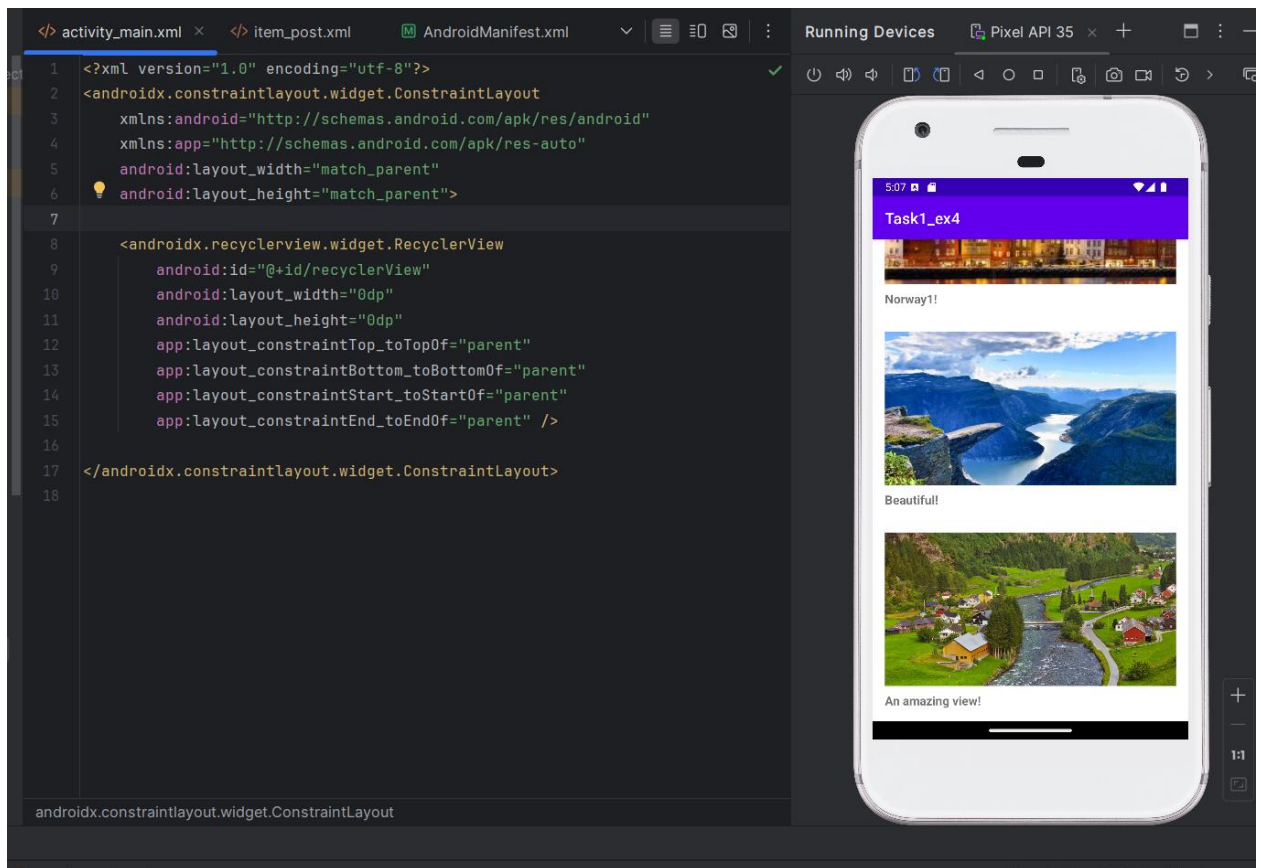 activity_main.xml
item_post.xml
AndroidManifest.xml
Running Devices
Pixel API 35
1 <?xml version="1.0" encoding="utf-8"?>
2 <androidx.constraintlayout.widget.ConstraintLayout
3 xmlns:android="http://schemas.android.com/apk/res/android"
4 xmlns:app="http://schemas.android.com/apk/res-auto"
5 android:layout_width="match_parent"
6 android:layout_height="match_parent">
7
8 <androidx.recyclerview.widget.RecyclerView
9 android:id="@+id/recyclerView"
10 android:layout_width="0dp"
11 android:layout_height="0dp"
12 app:layout_constraintTop_toTopOf="parent"
13 app:layout_constraintBottom_toBottomOf="parent"
14 app:layout_constraintStart_toStartOf="parent"
15 app:layout_constraintEnd_toEndOf="parent" />
16
17 </androidx.constraintlayout.widget.ConstraintLayout>
18
androidx.constraintlayout.widget.ConstraintLayout
5:07
Task1_ex4
Norway1!
Beautiful!
An amazing view!
1:1